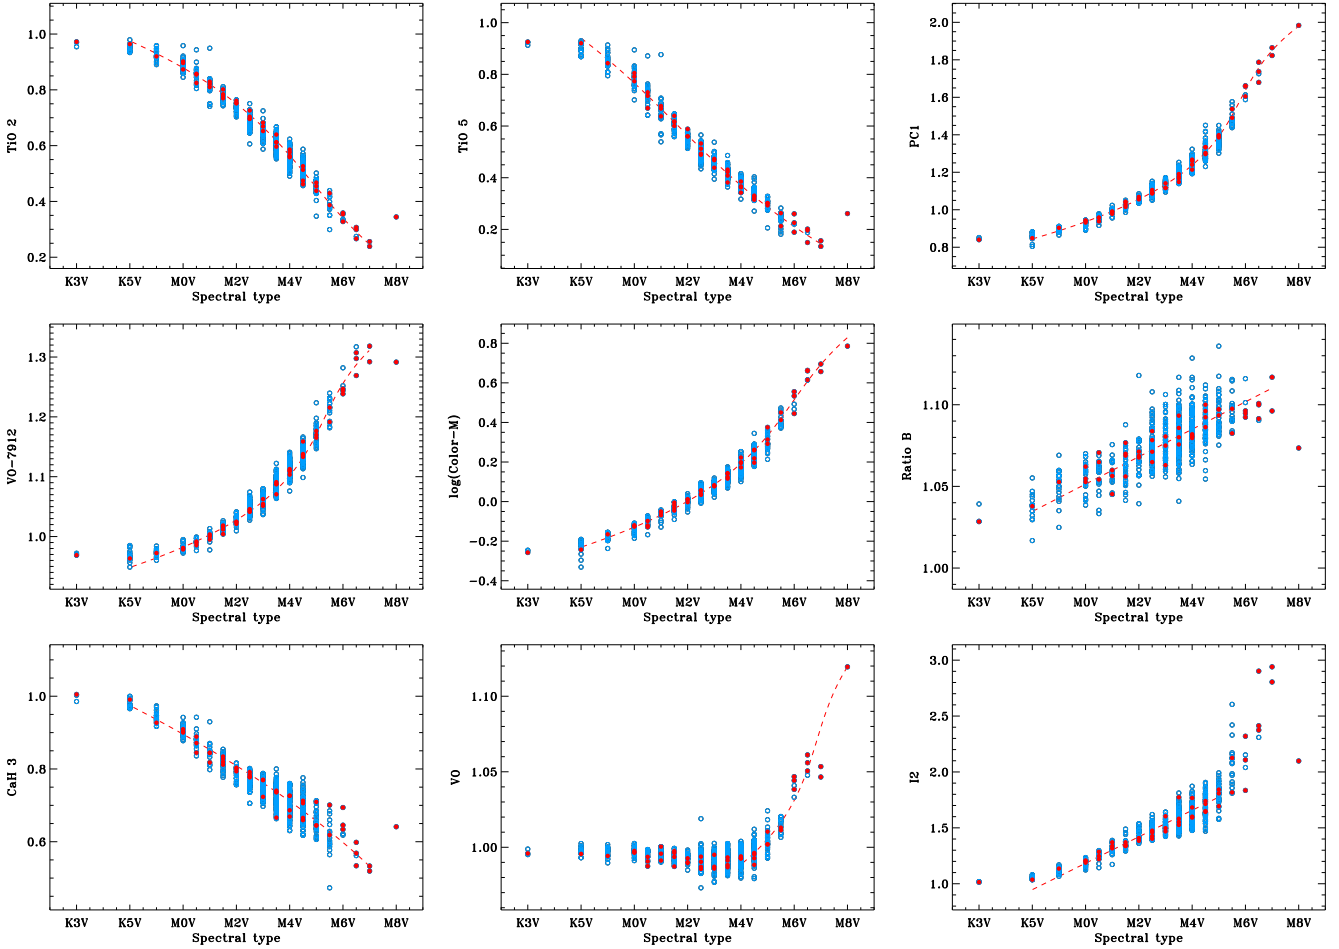 TiO 2
1.0
0.8
0.6
0.4
0.2
K3V K5V M0V M2V M4V M6V M8V
Spectral type
TiO 5
1.0
0.8
0.6
0.4
0.2
K3V K5V M0V M2V M4V M6V M8V
Spectral type
PC1
2.0
1.8
1.6
1.4
1.2
1.0
0.8
K3V K5V M0V M2V M4V M6V M8V
Spectral type
VO-7912
1.3
1.2
1.1
1.0
K3V K5V M0V M2V M4V M6V M8V
Spectral type
log(Color-M)
0.8
0.6
0.4
0.2
0.0
-0.2
-0.4
K3V K5V M0V M2V M4V M6V M8V
Spectral type
Ratio B
1.10
1.05
1.00
K3V K5V M0V M2V M4V M6V M8V
Spectral type
CaH 3
1.0
0.8
0.6
K3V K5V M0V M2V M4V M6V M8V
Spectral type
VO
1.10
1.05
1.00
K3V K5V M0V M2V M4V M6V M8V
Spectral type
I2
3.0
2.5
2.0
1.5
1.0
K3V K5V M0V M2V M4V M6V M8V
Spectral type